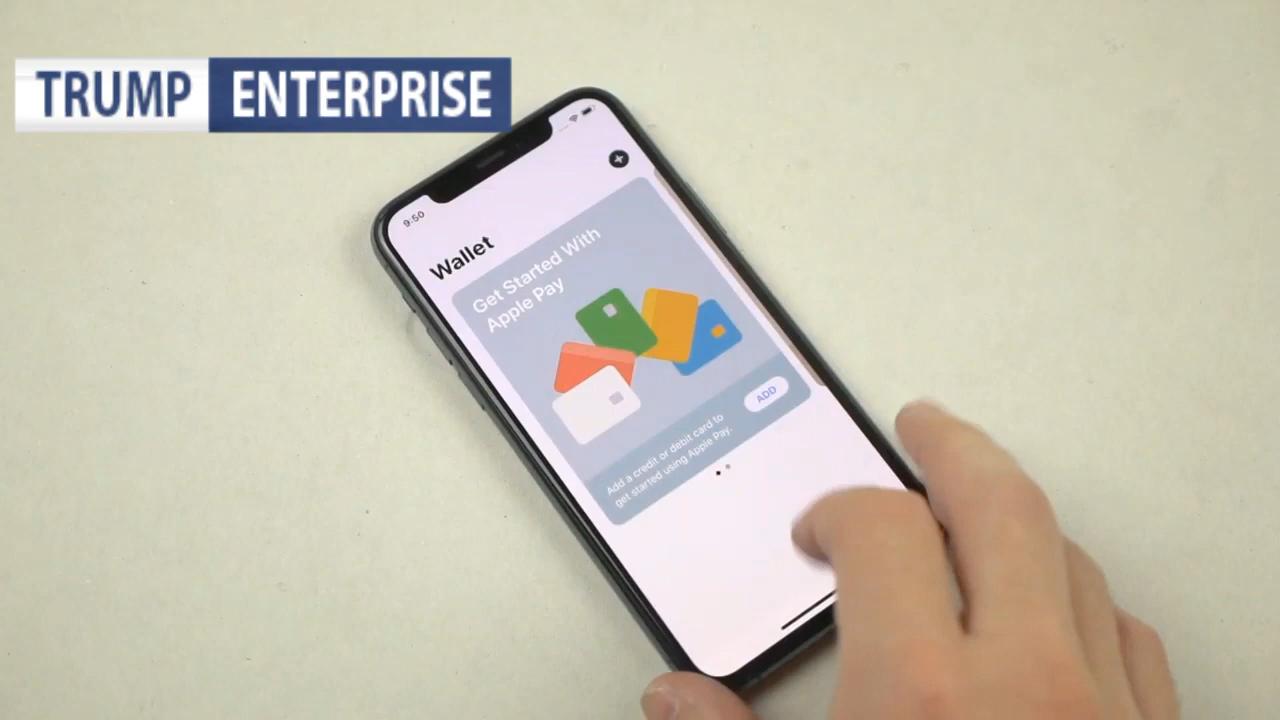 TRUMP ENTERPRISE
9:50
Wallet
Get Started With
Apple Pay
Add a credit or debit card to
get started using Apple Pay.
ADD